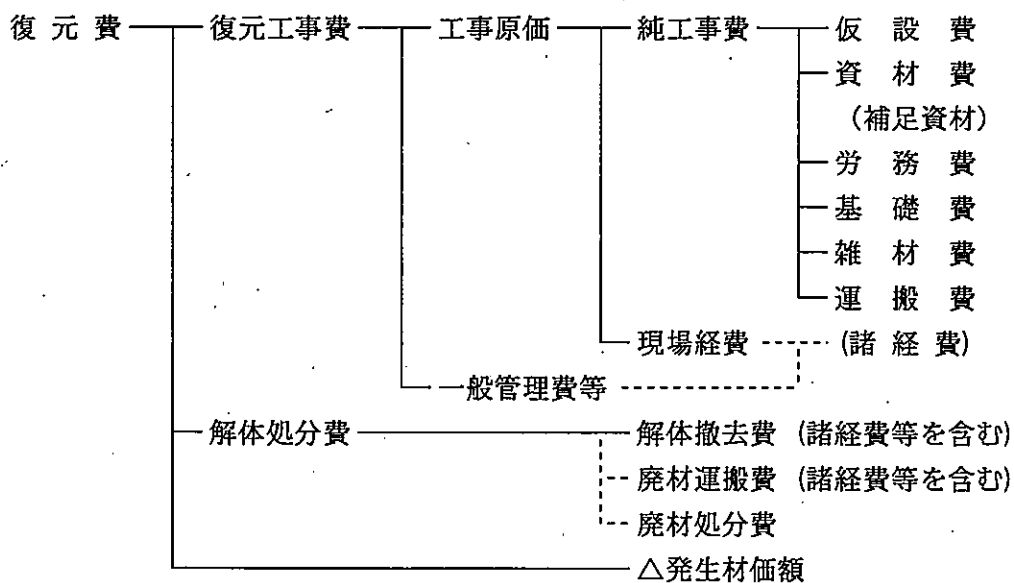 復元費 復元工事費 工事原価 純工事費 仮設費
資材費
（補足資材）
労務費
基礎費
雑材費
運搬費
現場経費 (諸経費)
一般管理費等
解体処分費 解体撤去費 (諸経費等を含む)
廃材運搬費 (諸経費等を含む)
廃材処分費
△発生材価額